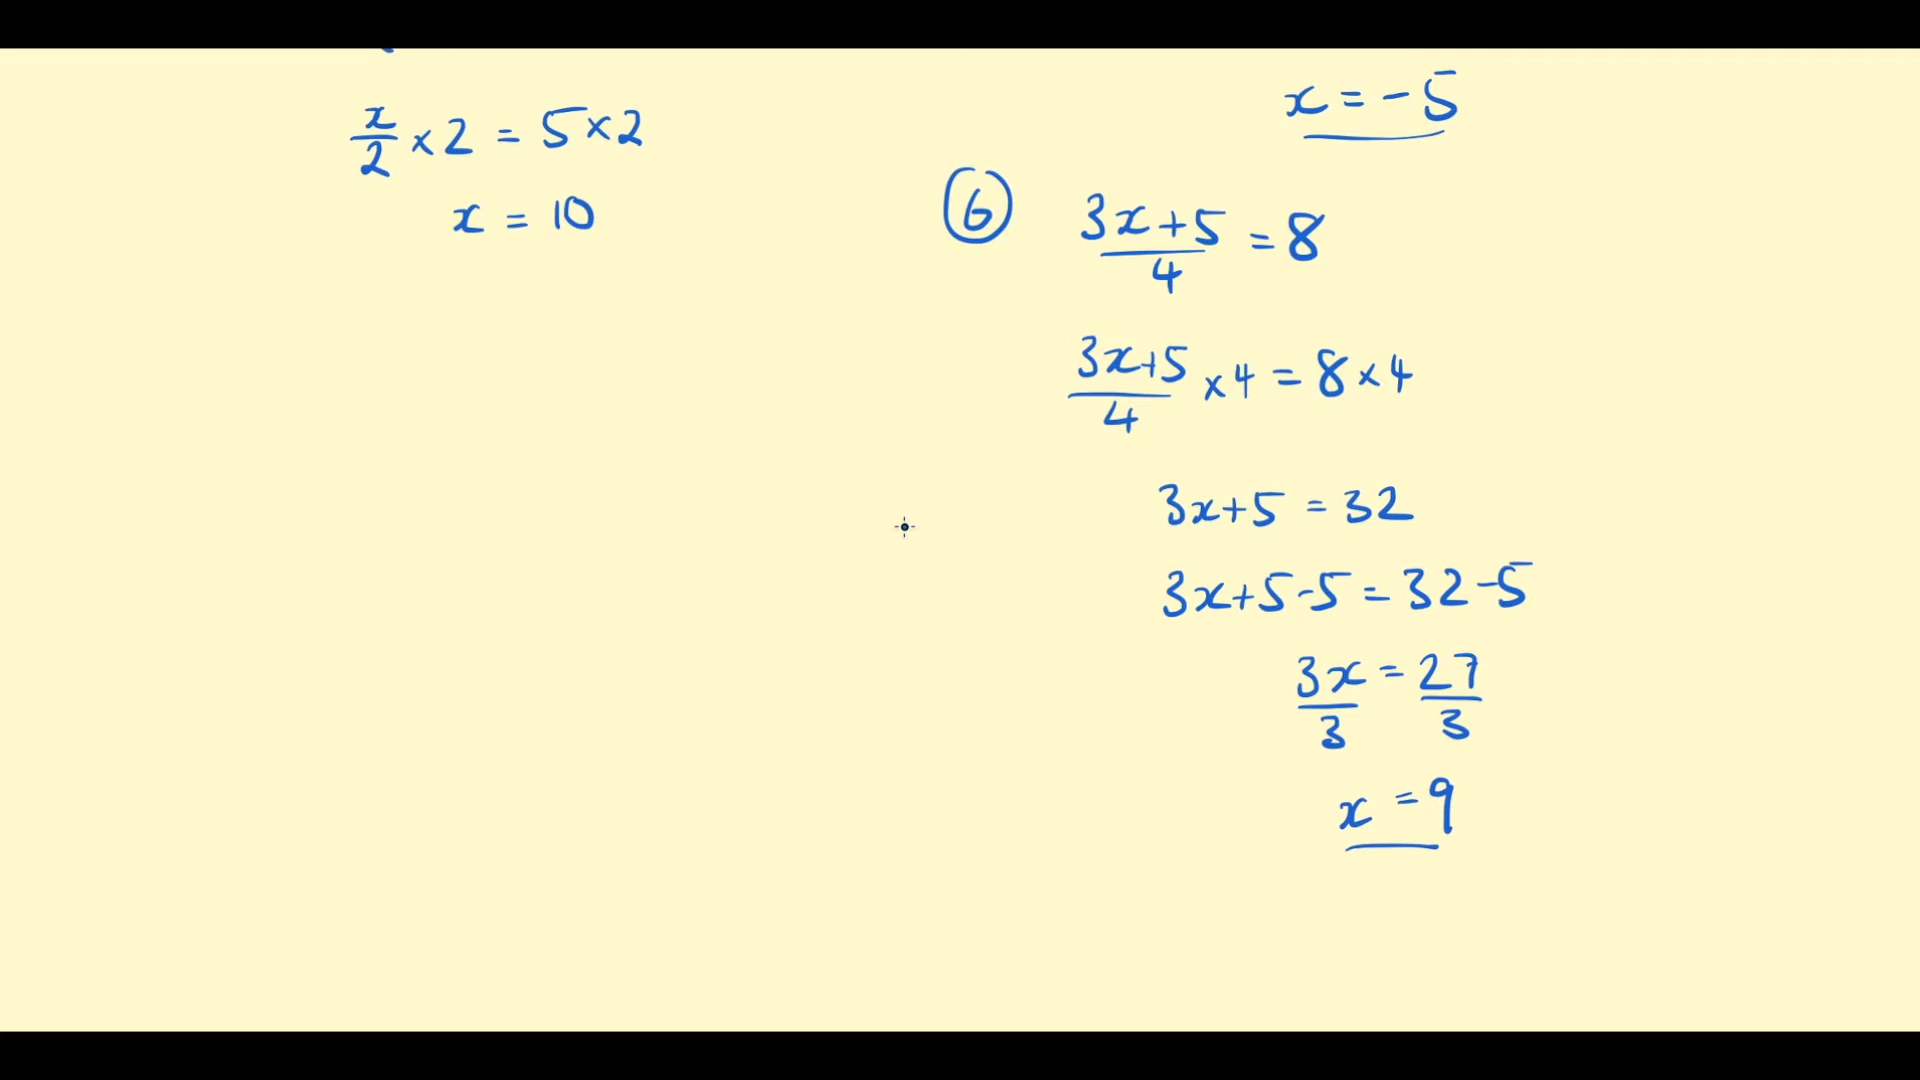 x/2 × 2 = 5 × 2
x = 10
x = -5
⑥ (3x + 5)/4 = 8
(3x+5)/4 × 4 = 8 × 4
3x+5 = 32
3x+5-5 = 32-5
3x/3 = 27/3
x = 9